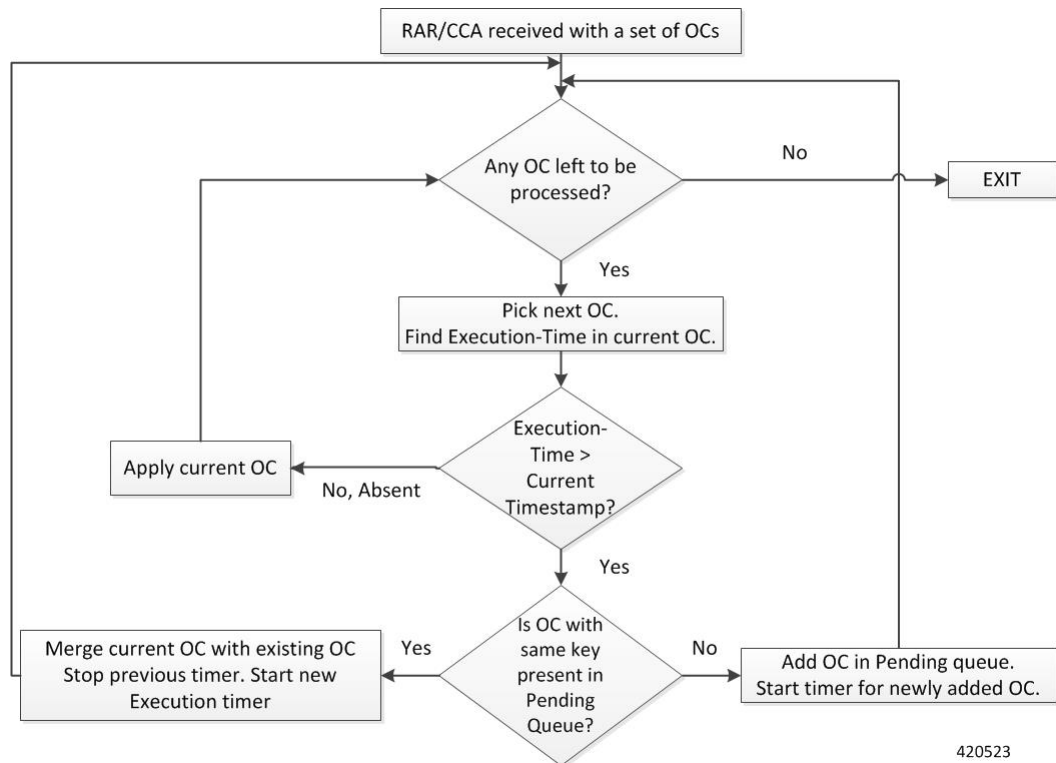 RAR/CCA received with a set of OCs
Any OC left to be
processed?
No
EXIT
Yes
Pick next OC.
Find Execution-Time in current OC.
Execution-
Time >
Current
Timestamp?
Apply current OC
No, Absent
Yes
Is OC with
same key
present in
Pending
Queue?
Yes
No
Merge current OC with existing OC
Stop previous timer. Start new
Execution timer
Add OC in Pending queue.
Start timer for newly added OC.
420523